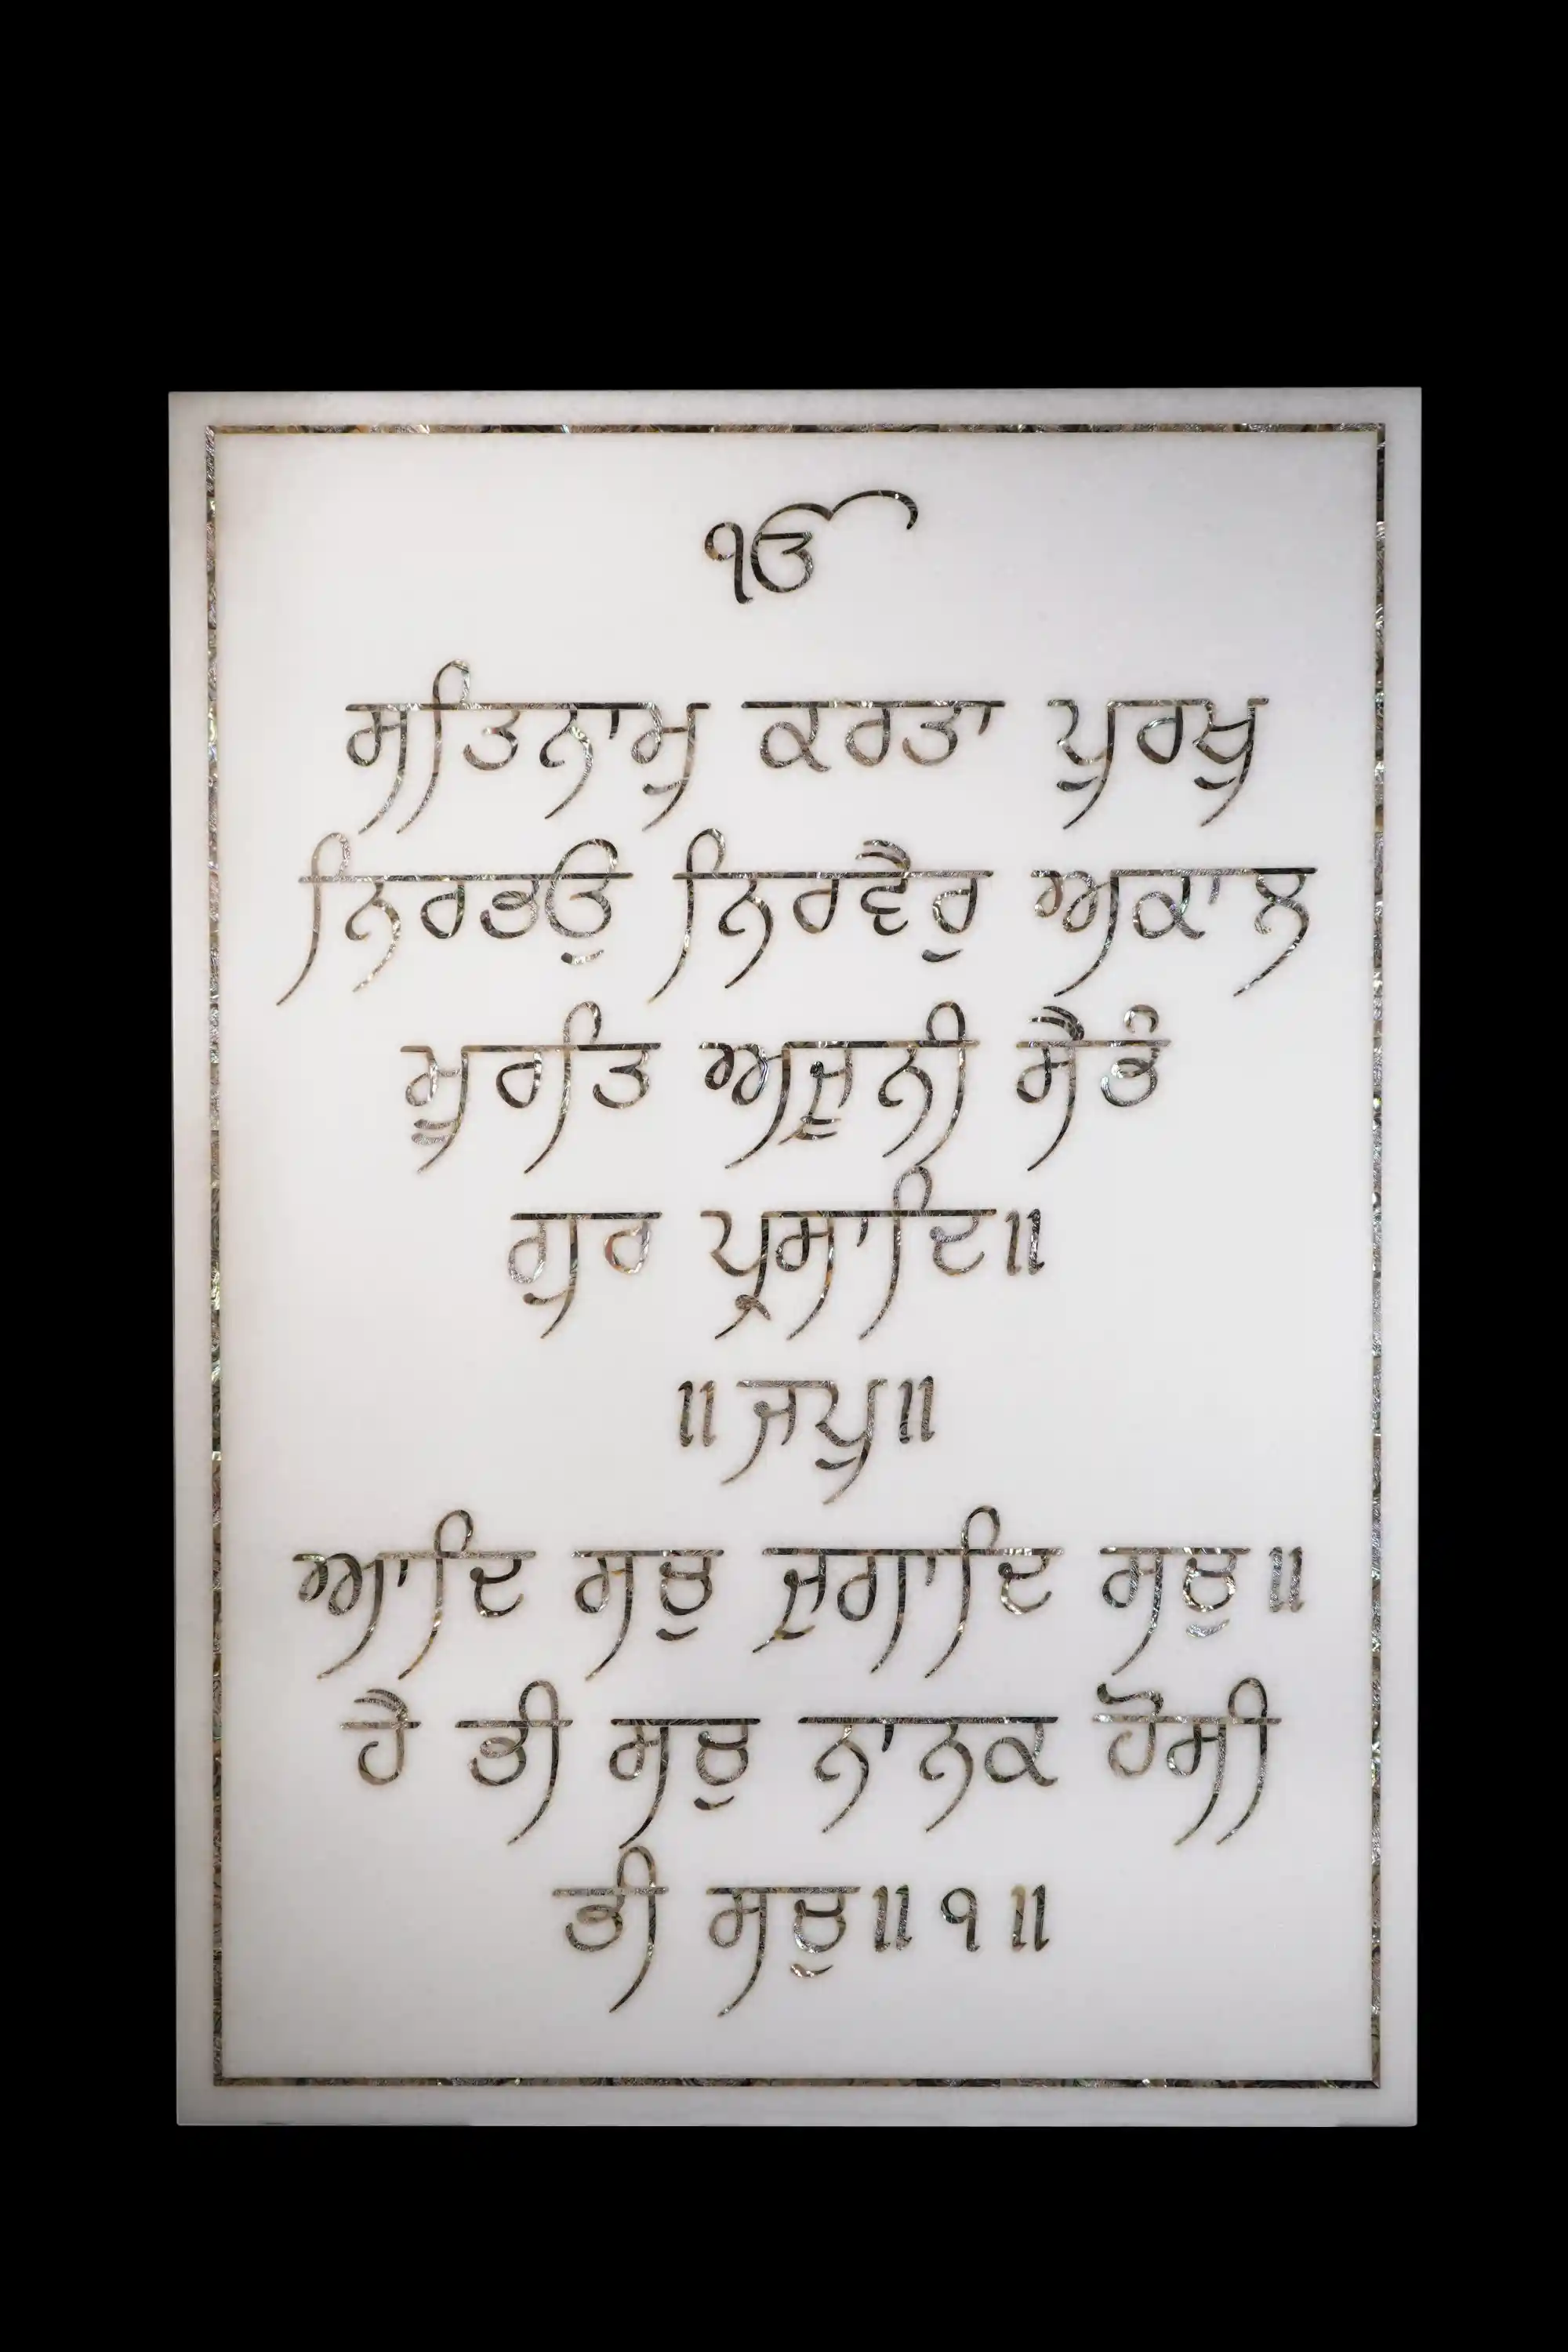 ੴ
ਸਤਿਨਾਮੁ ਕਰਤਾ ਪੁਰਖੁ
ਨਿਰਭਉ ਨਿਰਵੈਰੁ ਅਕਾਲ
ਮੂਰਤਿ ਅਜੂਨੀ ਸੈਭੰ
ਗੁਰ ਪ੍ਰਸਾਦਿ॥
॥ਜਪੁ॥
ਆਦਿ ਸਚੁ ਜੁਗਾਦਿ ਸਚੁ॥
ਹੈ ਭੀ ਸਚੁ ਨਾਨਕ ਹੋਸੀ
ਭੀ ਸਚੁ॥੧॥